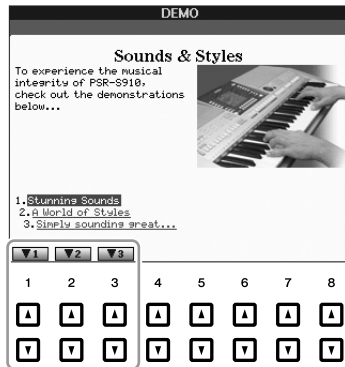 DEMO
Sounds & Styles
To experience the musical
integrity of PSR-S910,
check out the demonstrations
below...
1.Stunning Sounds
2.A World of Styles
3.Simply sounding great...
▼1 ▼2 ▼3
1 2 3 4 5 6 7 8